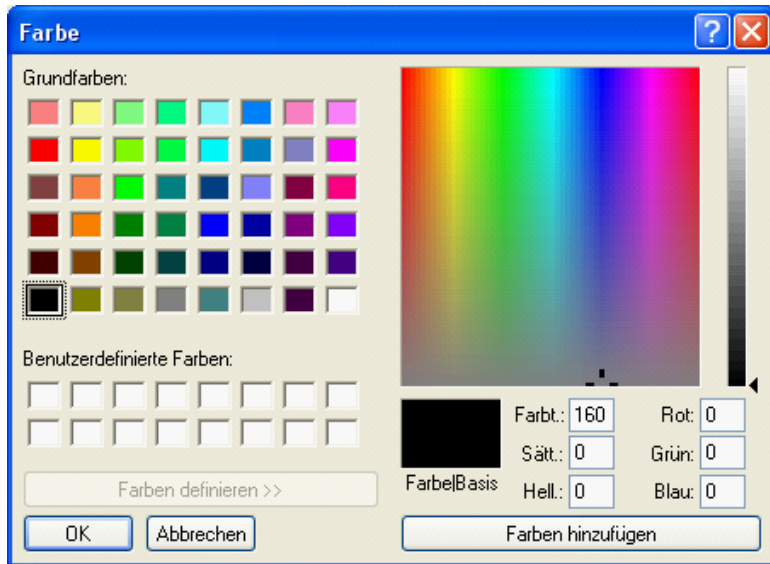 Farbe
Grundfarben:
Benutzerdefinierte Farben:
Farben definieren >>
OK
Abbrechen
Farbe|Basis
Farbt.: 160
Sätt.: 0
Hell.: 0
Rot: 0
Grün: 0
Blau: 0
Farben hinzufügen